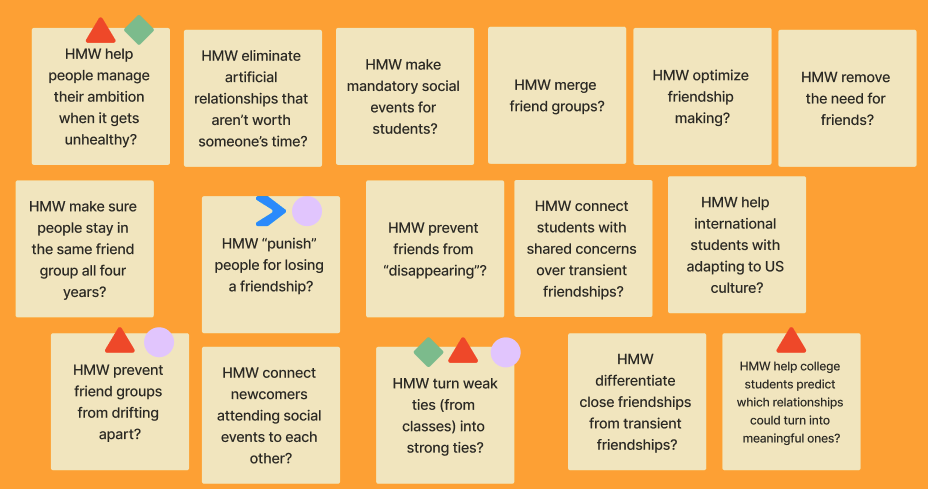 HMW help
people manage
their ambition
when it gets
unhealthy?
HMW eliminate
artificial
relationships that
aren't worth
someone's time?
HMW make
mandatory social
events for
students?
HMW merge
friend groups?
HMW optimize
friendship
making?
HMW remove
the need for
friends?
HMW make sure
people stay in
the same friend
group all four
years?
HMW “punish”
people for losing
a friendship?
HMW prevent
friends from
“disappearing”?
HMW connect
students with
shared concerns
over transient
friendships?
HMW help
international
students with
adapting to US
culture?
HMW prevent
friend groups
from drifting
apart?
HMW connect
newcomers
attending social
events to each
other?
HMW turn weak
ties (from
classes) into
strong ties?
HMW
differentiate
close friendships
from transient
friendships?
HMW help college
students predict
which relationships
could turn into
meaningful ones?